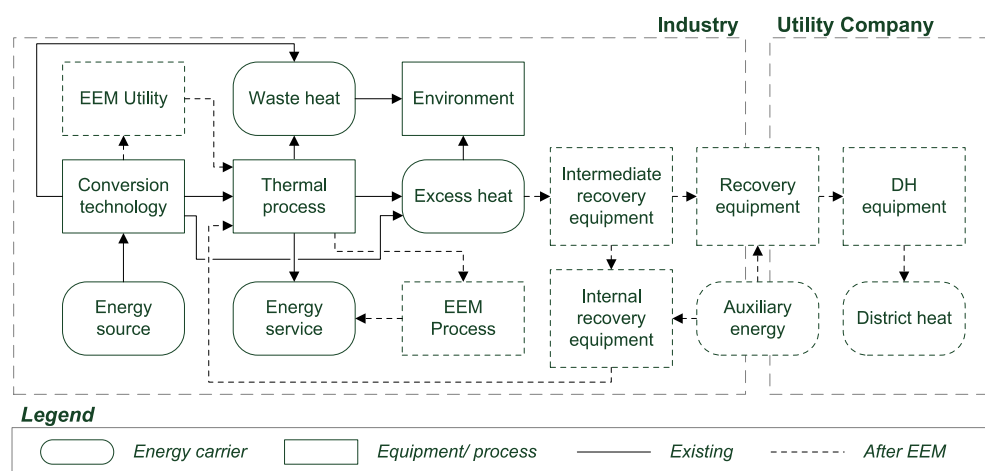 Industry
Utility Company
EEM Utility
Waste heat
Environment
Conversion
technology
Thermal
process
Excess heat
Intermediate
recovery
equipment
Recovery
equipment
DH
equipment
Energy
source
Energy
service
EEM
Process
Internal
recovery
equipment
Auxiliary
energy
District heat
Legend
Energy carrier
Equipment/ process
Existing
After EEM